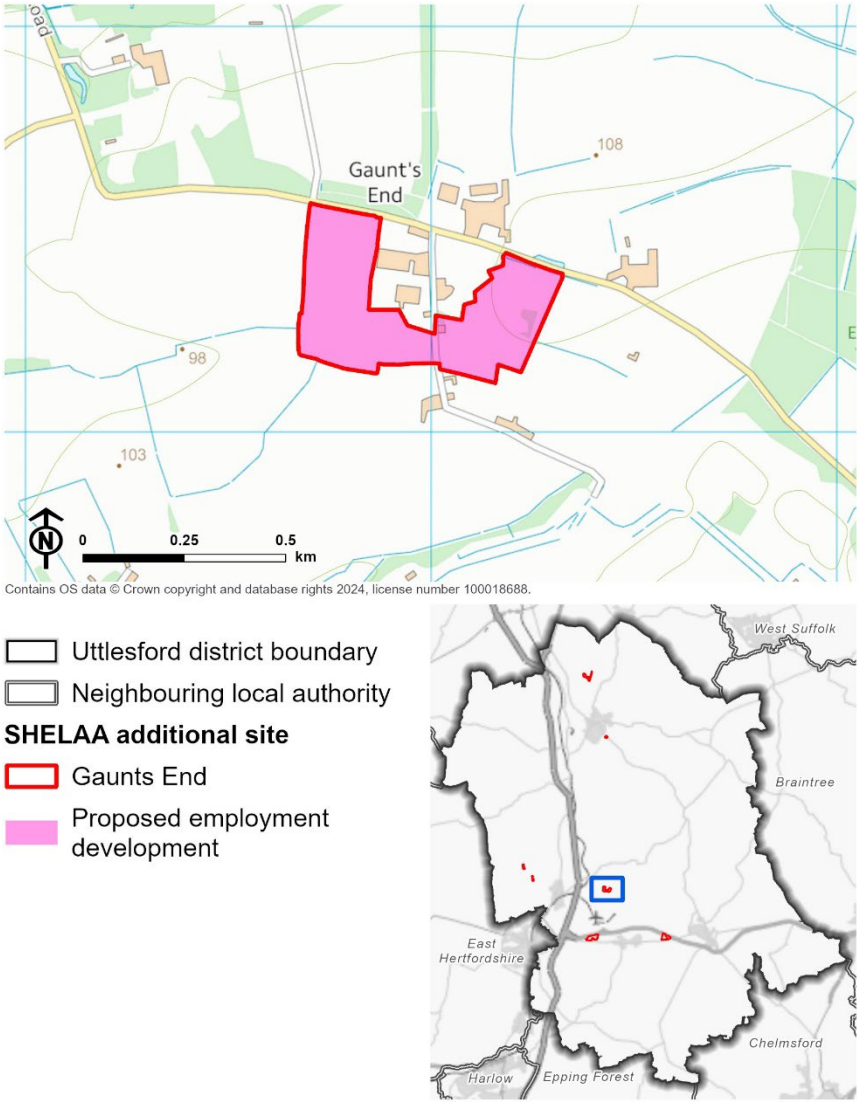 oad
Gaunt's
End
108
98
103
E
N
0 0.25 0.5
km
Contains OS data © Crown copyright and database rights 2024, license number 100018688.
Uttlesford district boundary
Neighbouring local authority
SHELAA additional site
Gaunts End
Proposed employment
development
West Suffolk
Braintree
East
Hertfordshire
Chelmsford
Harlow
Epping Forest